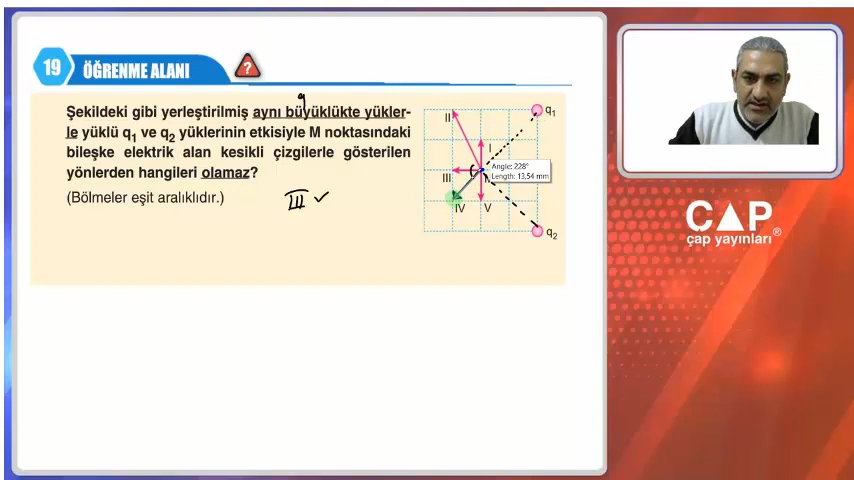 19 ÖĞRENME ALANI ?
q
Şekildeki gibi yerleştirilmiş aynı büyüklükte yükler-
le yüklü q₁ ve q₂ yüklerinin etkisiyle M noktasındaki
bileşke elektrik alan kesikli çizgilerle gösterilen
yönlerden hangileri olamaz?
(Bölmeler eşit aralıklıdır.)
III ✓
q₁
II
I
Angle: 228°
Length: 13,54 mm
III
M
IV
V
q₂
ÇAP®
çap yayınları